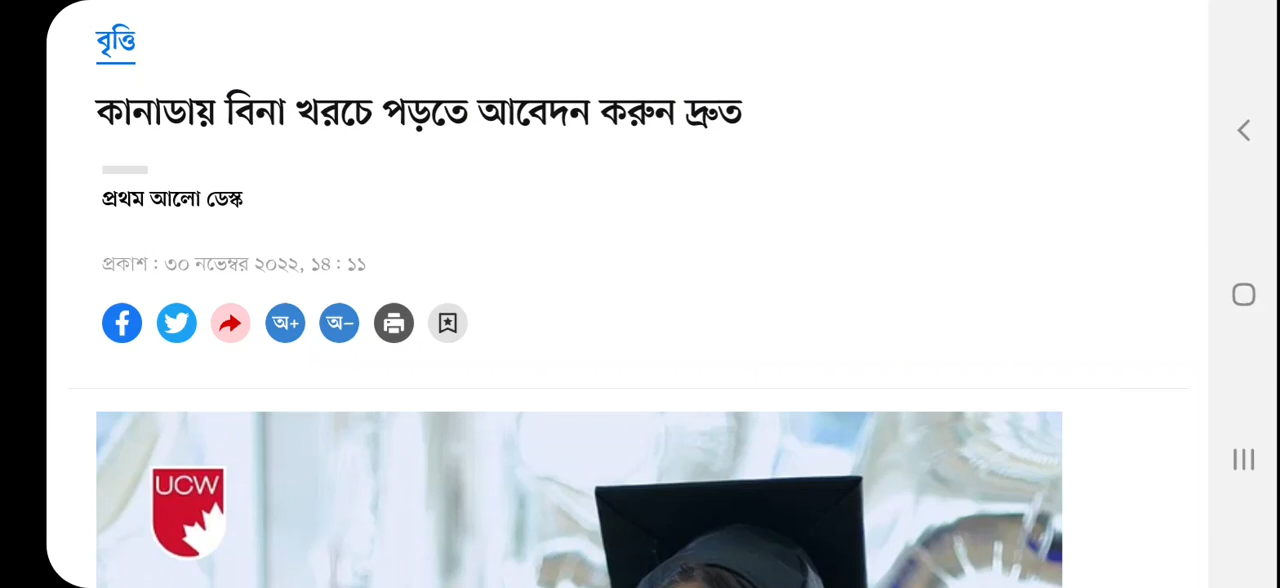 বৃত্তি
কানাডায় বিনা খরচে পড়তে আবেদন করুন দ্রুত
প্রথম আলো ডেস্ক
প্রকাশ : ৩০ নভেম্বর ২০২২, ১৪ : ১১
অ+ অ−
UCW